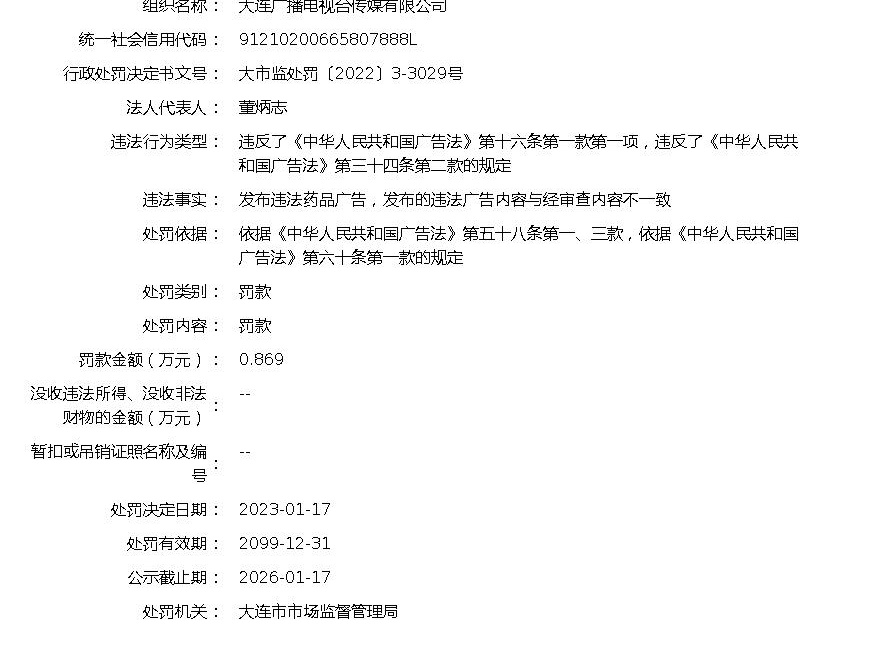 组织名称： 大连广播电视台传媒有限公司
统一社会信用代码： 91210200665807888L
行政处罚决定书文号： 大市监处罚〔2022〕3-3029号
法人代表人： 董炳志
违法行为类型： 违反了《中华人民共和国广告法》第十六条第一款第一项，违反了《中华人民共
和国广告法》第三十四条第二款的规定
违法事实： 发布违法药品广告，发布的违法广告内容与经审查内容不一致
处罚依据： 依据《中华人民共和国广告法》第五十八条第一、三款，依据《中华人民共和国
广告法》第六十条第一款的规定
处罚类别： 罚款
处罚内容： 罚款
罚款金额（万元）： 0.869
没收违法所得、没收非法
财物的金额（万元）： --
暂扣或吊销证照名称及编
号： --
处罚决定日期： 2023-01-17
处罚有效期： 2099-12-31
公示截止期： 2026-01-17
处罚机关： 大连市市场监督管理局